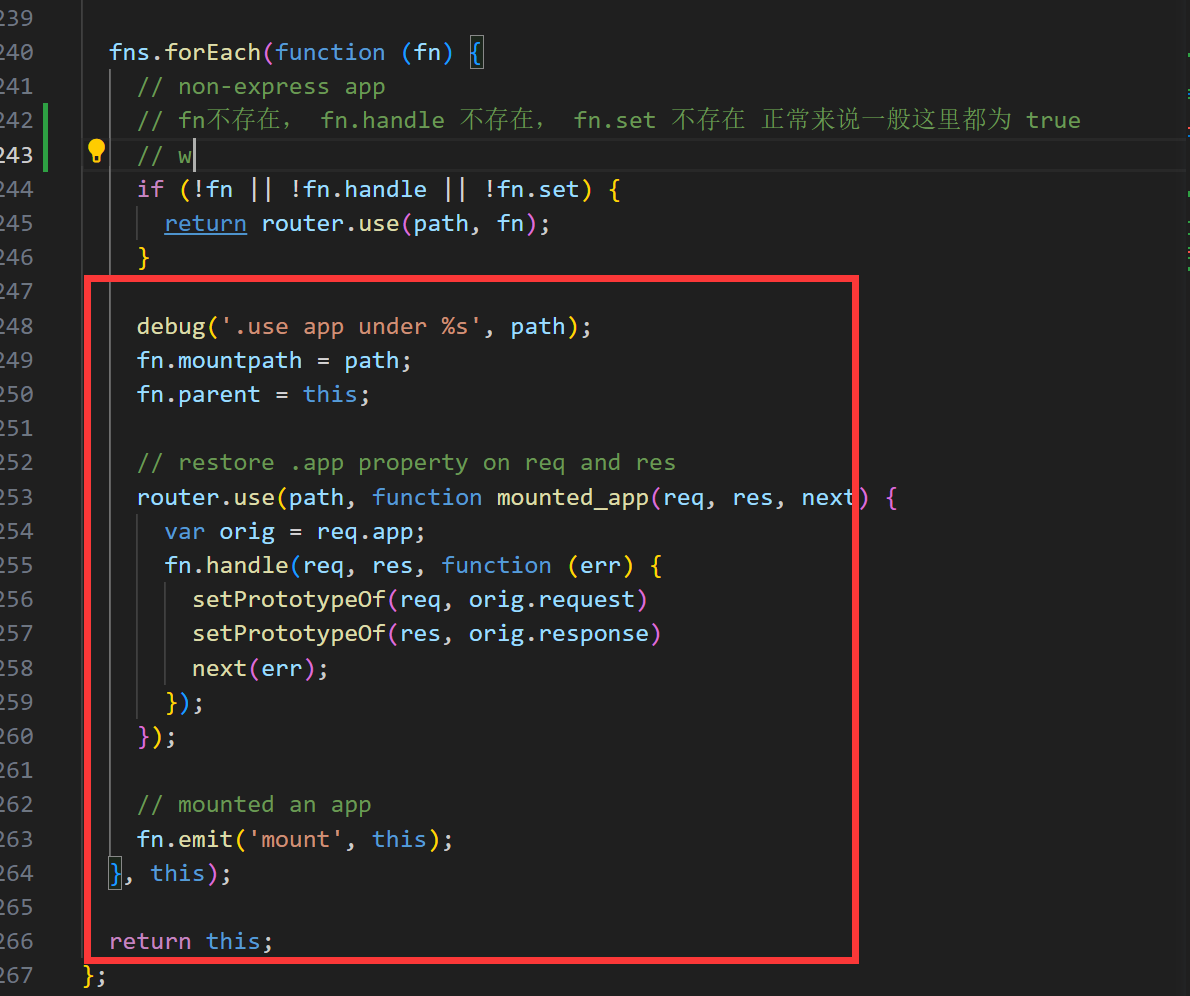 239
240 fns.forEach(function (fn) {
241 // non-express app
242 // fn不存在， fn.handle 不存在， fn.set 不存在 正常来说一般这里都为 true
243 // w
244 if (!fn || !fn.handle || !fn.set) {
245 return router.use(path, fn);
246 }
247
248 debug('.use app under %s', path);
249 fn.mountpath = path;
250 fn.parent = this;
251
252 // restore .app property on req and res
253 router.use(path, function mounted_app(req, res, next) {
254 var orig = req.app;
255 fn.handle(req, res, function (err) {
256 setPrototypeOf(req, orig.request)
257 setPrototypeOf(res, orig.response)
258 next(err);
259 });
260 });
261
262 // mounted an app
263 fn.emit('mount', this);
264 }, this);
265
266 return this;
267 };